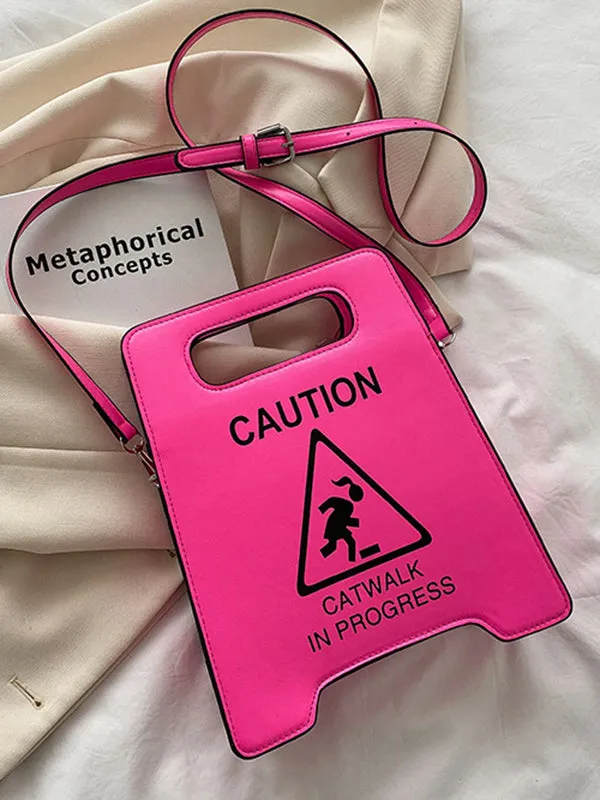 Metaphorical
Concepts
CAUTION
CATWALK
IN PROGRESS